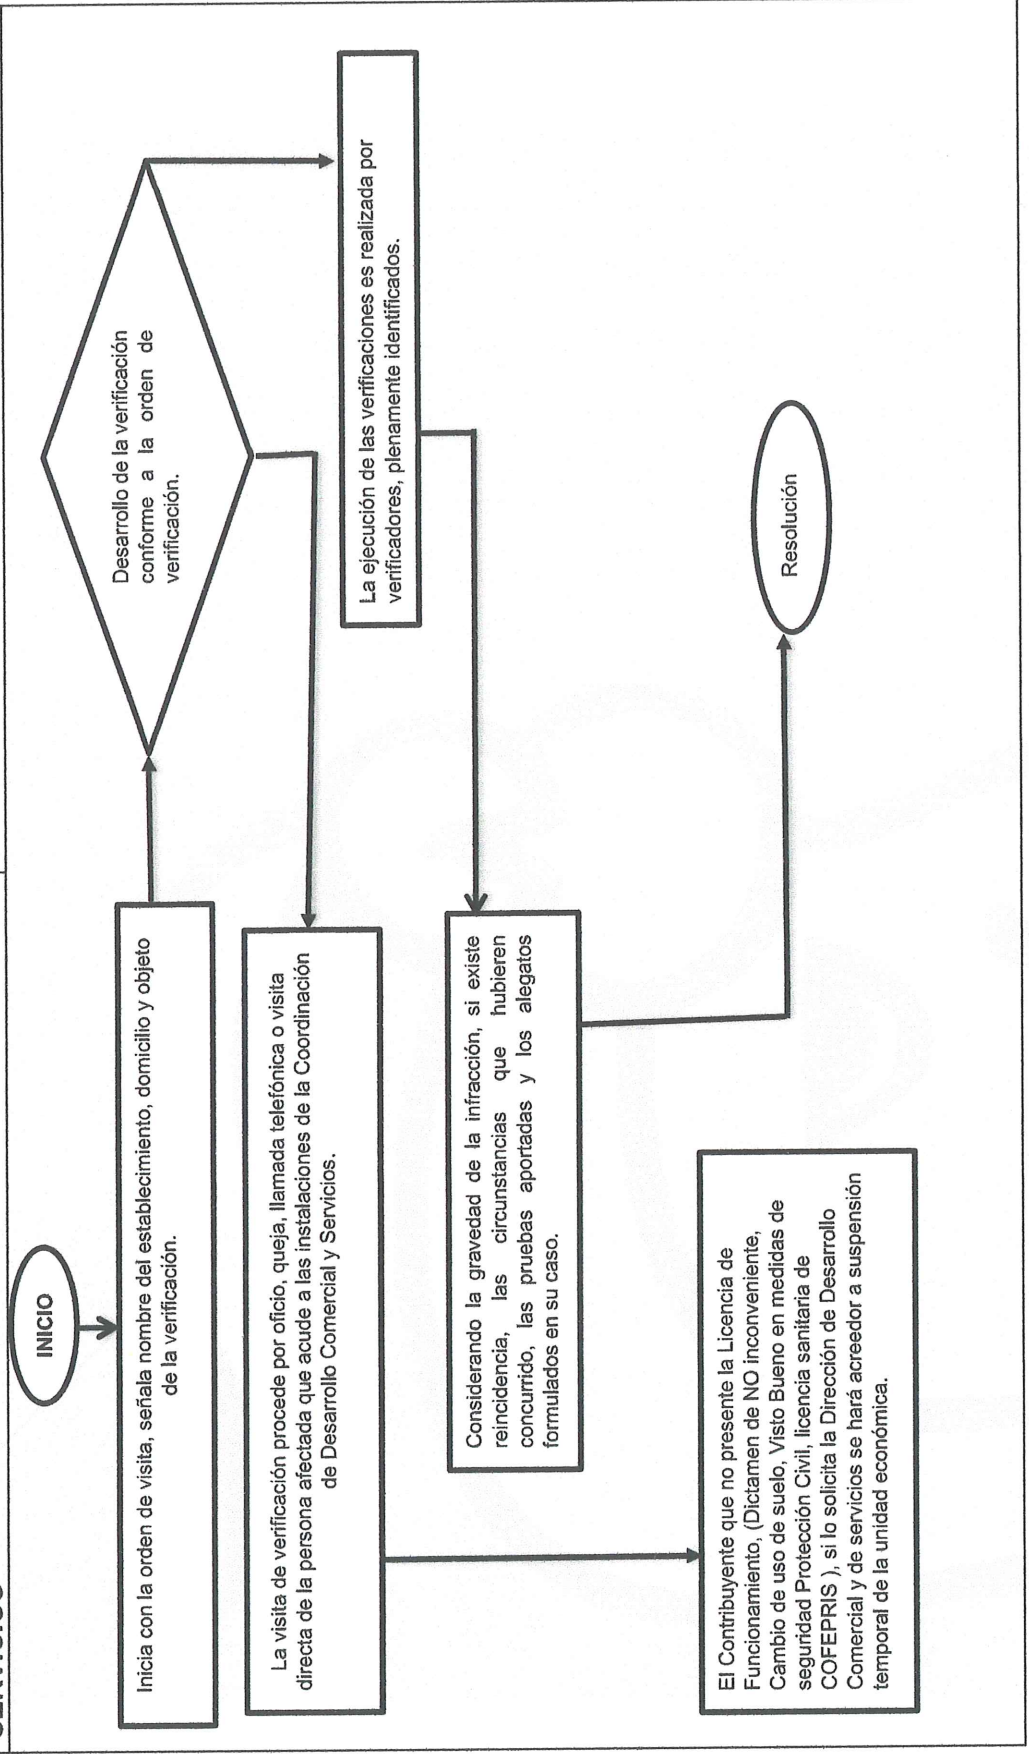 INICIO
Inicia con la orden de visita, señala nombre del establecimiento, domicilio y objeto
de la verificación.
Desarrollo de la verificación
conforme a la orden de
verificación.
La visita de verificación procede por oficio, queja, llamada telefónica o visita
directa de la persona afectada que acude a las instalaciones de la Coordinación
de Desarrollo Comercial y Servicios.
La ejecución de las verificaciones es realizada por
verificadores, plenamente identificados.
Considerando la gravedad de la infracción, si existe
reincidencia, las circunstancias que hubieren
concurrido, las pruebas aportadas y los alegatos
formulados en su caso.
El Contribuyente que no presente la Licencia de
Funcionamiento, (Dictamen de NO inconveniente,
Cambio de uso de suelo, Visto Bueno en medidas de
seguridad Protección Civil, licencia sanitaria de
COFEPRIS ), si lo solicita la Dirección de Desarrollo
Comercial y de servicios se hará acreedor a suspensión
temporal de la unidad económica.
Resolución